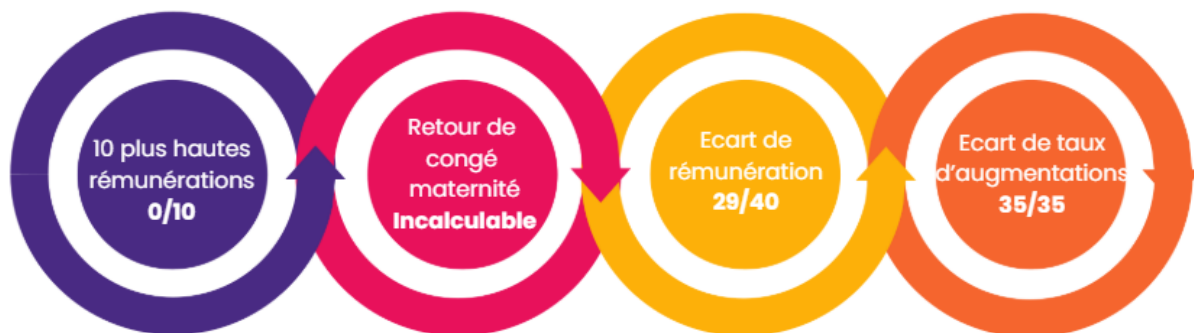 10 plus hautes
rémunérations
0/10
Retour de
congé
maternité
Incalculable
Ecart de
rémunération
29/40
Ecart de taux
d'augmentations
35/35